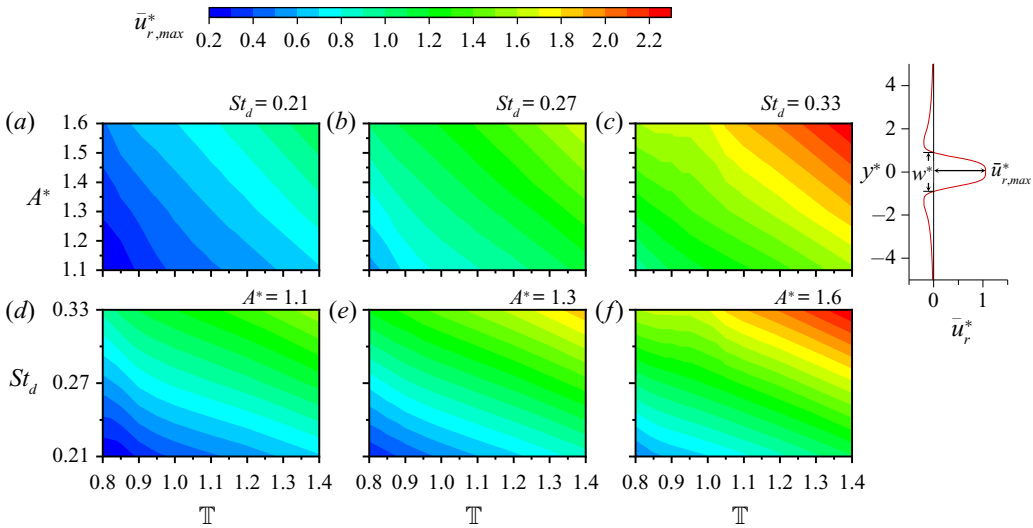 ū*r,max
0.2 0.4 0.6 0.8 1.0 1.2 1.4 1.6 1.8 2.0 2.2
(a) St_d = 0.21
(b) St_d = 0.27
(c) St_d = 0.33
A*
1.6
1.5
1.4
1.3
1.2
1.1
(d) A* = 1.1
(e) A* = 1.3
(f) A* = 1.6
St_d
0.33
0.27
0.21
0.8 0.9 1.0 1.1 1.2 1.3 1.4
0.8 0.9 1.0 1.1 1.2 1.3 1.4
0.8 0.9 1.0 1.1 1.2 1.3 1.4
𝕋 𝕋 𝕋
4
2
y* 0 w* ū*r,max
−2
−4
0 1
ū*r